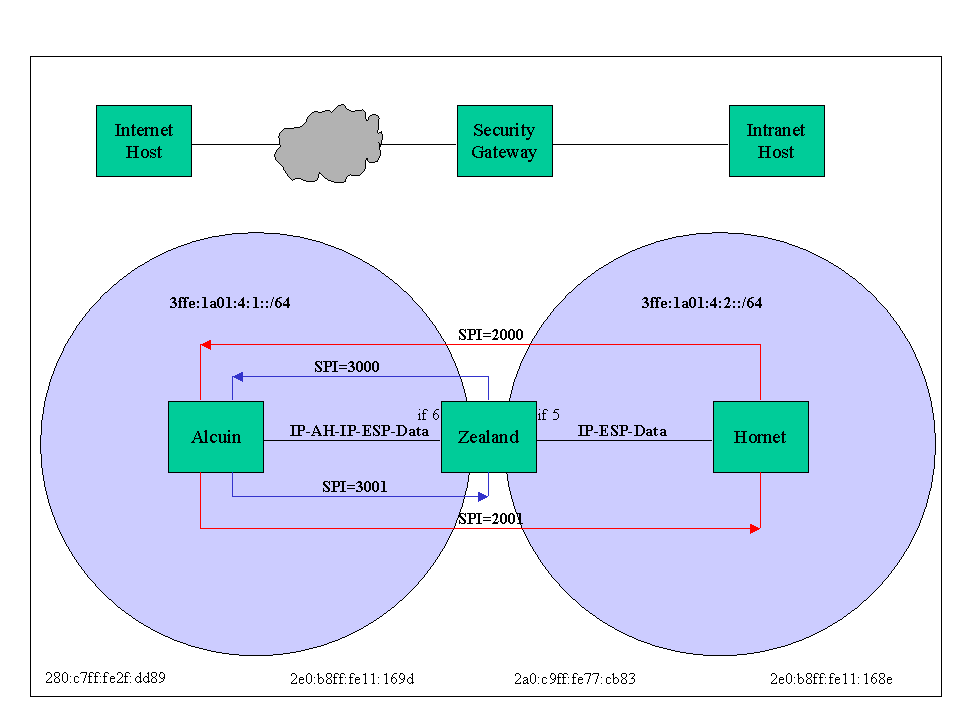 Internet
Host
Security
Gateway
Intranet
Host
3ffe:1a01:4:1::/64
3ffe:1a01:4:2::/64
SPI=2000
SPI=3000
if 6
if 5
Alcuin
IP-AH-IP-ESP-Data
Zealand
IP-ESP-Data
Hornet
SPI=3001
SPI=2001
280:c7ff:fe2f:dd89
2e0:b8ff:fe11:169d
2a0:c9ff:fe77:cb83
2e0:b8ff:fe11:168e